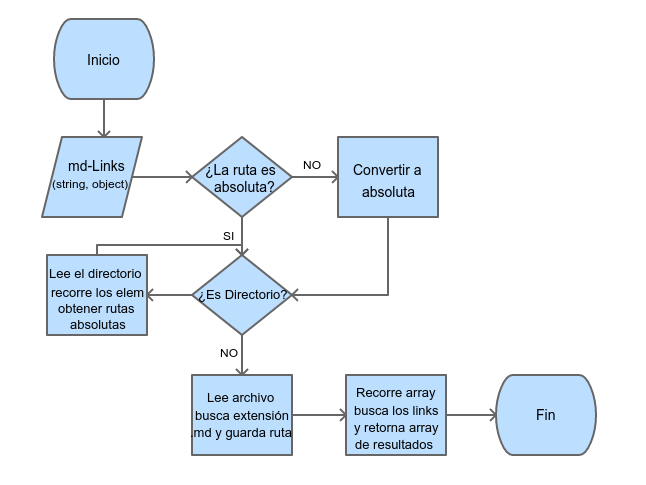 Inicio
md-Links
(string, object)
¿La ruta es
absoluta?
NO
Convertir a
absoluta
SI
Lee el directorio
recorre los elem
obtener rutas
absolutas
¿Es Directorio?
NO
Lee archivo
busca extensión
.md y guarda ruta
Recorre array
busca los links
y retorna array
de resultados
Fin